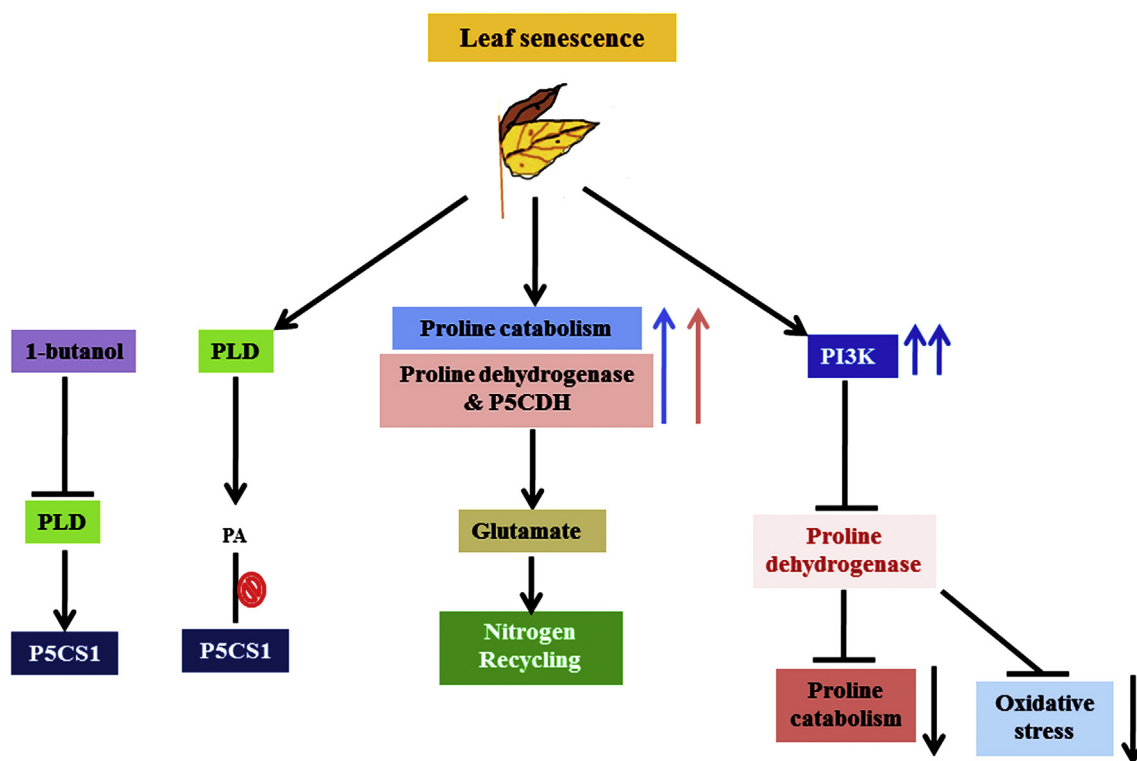 Leaf senescence
1-butanol
PLD
P5CS1
PLD
PA
P5CS1
Proline catabolism
Proline dehydrogenase
& P5CDH
Glutamate
Nitrogen
Recycling
PI3K
Proline
dehydrogenase
Proline
catabolism
Oxidative
stress